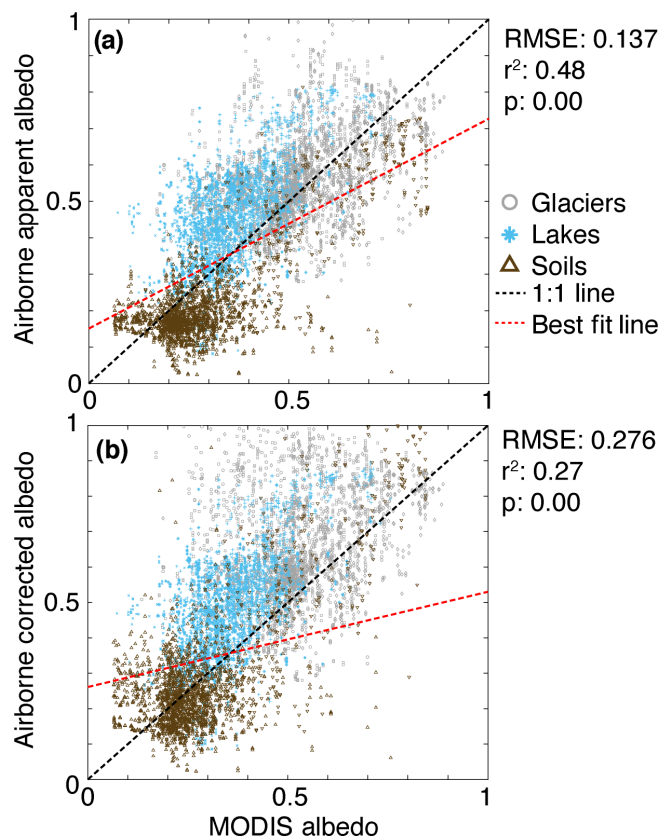 (a)
1
0.5
0
Airborne apparent albedo
0
0.5
1
RMSE: 0.137
r²: 0.48
p: 0.00
Glaciers
Lakes
Soils
1:1 line
Best fit line
(b)
1
0.5
0
Airborne corrected albedo
RMSE: 0.276
r²: 0.27
p: 0.00
0
0.5
1
MODIS albedo